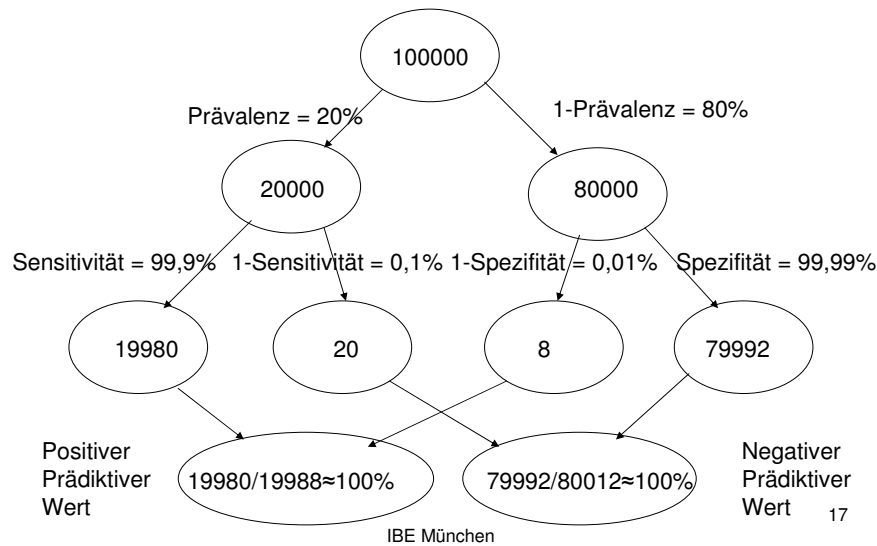 100000
Prävalenz = 20%
1-Prävalenz = 80%
20000
80000
Sensitivität = 99,9%
1-Sensitivität = 0,1%
1-Spezifität = 0,01%
Spezifität = 99,99%
19980
20
8
79992
Positiver
Prädiktiver
Wert
19980/19988≈100%
79992/80012≈100%
Negativer
Prädiktiver
Wert
17
IBE München